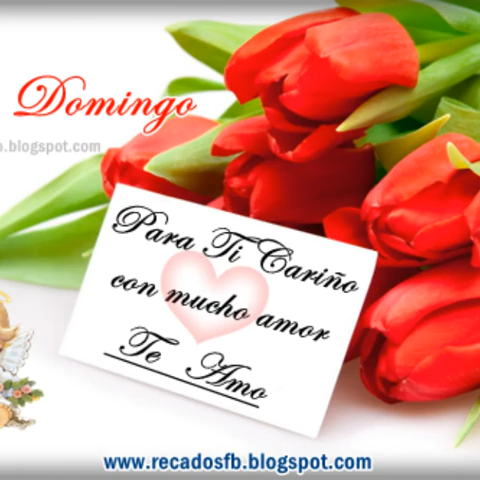 Domingo
b.blogspot.com
Para Ti Cariño
con mucho amor
Te Amo
www.recadosfb.blogspot.com